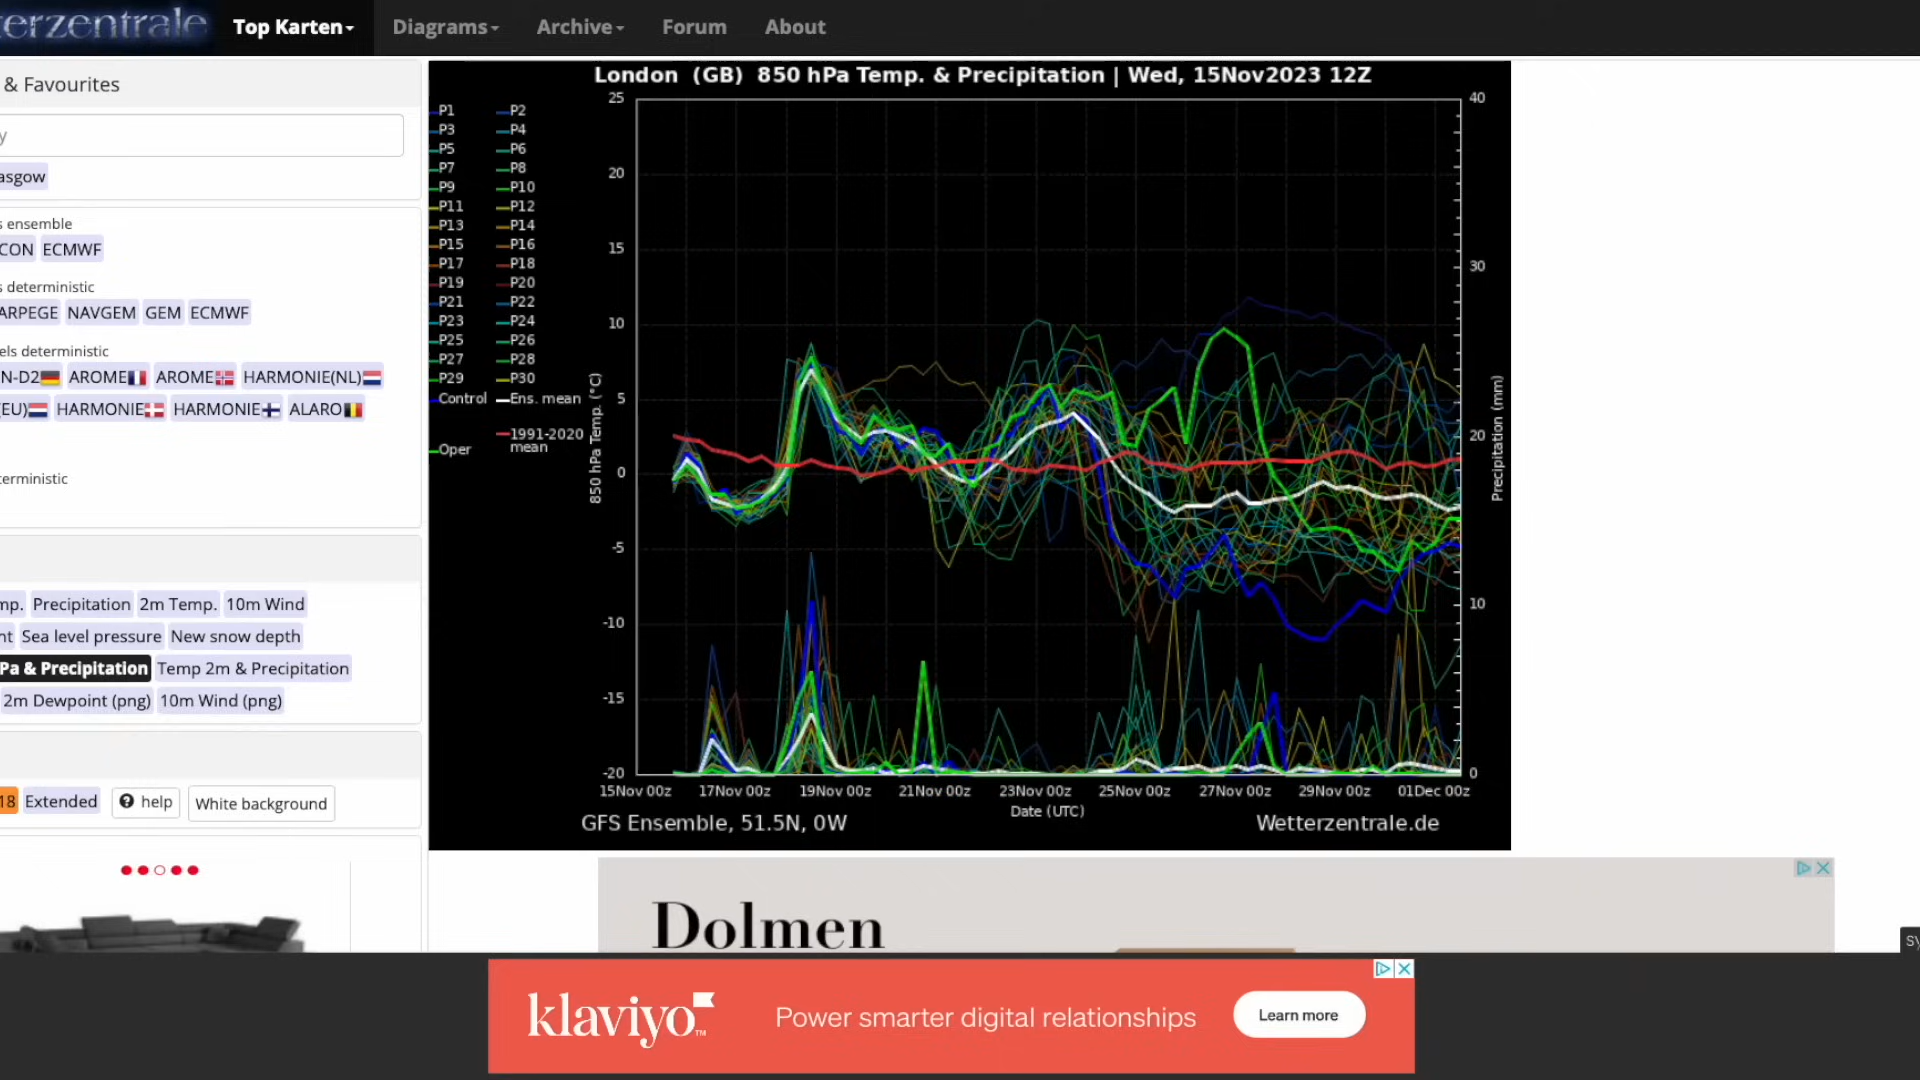 terzentrale
Top Karten
Diagrams
Archive
Forum
About
& Favourites
y
asgow
s ensemble
CON ECMWF
s deterministic
ARPEGE NAVGEM GEM ECMWF
els deterministic
N-D2 AROME AROME HARMONIE(NL)
(EU) HARMONIE HARMONIE ALARO
erministic
mp. Precipitation 2m Temp. 10m Wind
nt Sea level pressure New snow depth
Pa & Precipitation Temp 2m & Precipitation
2m Dewpoint (png) 10m Wind (png)
18 Extended help White background
London (GB) 850 hPa Temp. & Precipitation | Wed, 15Nov2023 12Z
P1 P2
P3 P4
P5 P6
P7 P8
P9 P10
P11 P12
P13 P14
P15 P16
P17 P18
P19 P20
P21 P22
P23 P24
P25 P26
P27 P28
P29 P30
Control Ens. mean
Oper 1991-2020
mean
850 hPa Temp. (°C)
25
20
15
10
5
0
-5
-10
-15
-20
40
30
20
10
0
Precipitation (mm)
15Nov 00z 17Nov 00z 19Nov 00z 21Nov 00z 23Nov 00z 25Nov 00z 27Nov 00z 29Nov 00z 01Dec 00z
Date (UTC)
GFS Ensemble, 51.5N, 0W Wetterzentrale.de
Dolmen
sy
klaviyo™ Power smarter digital relationships Learn more